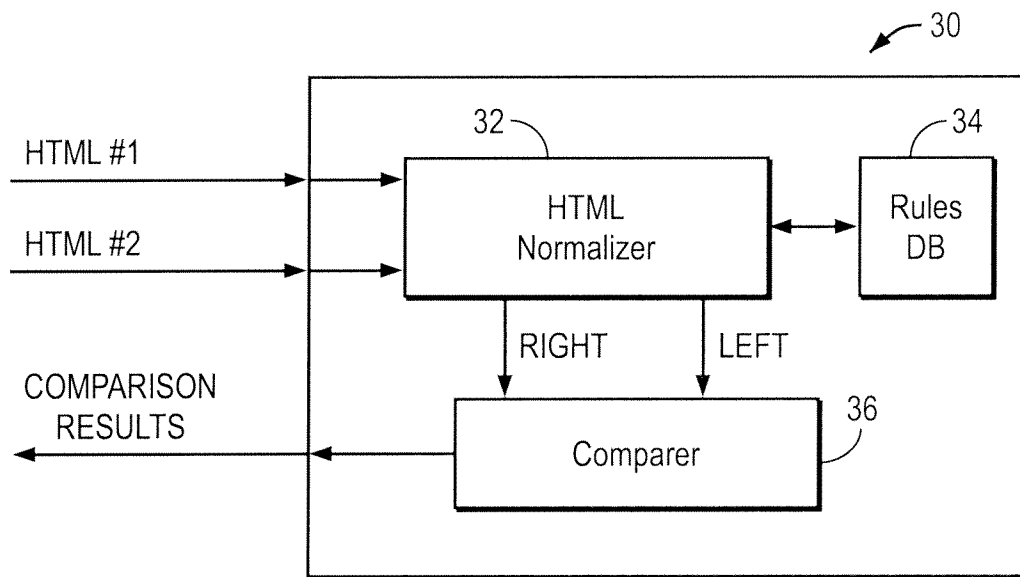 30
32
34
HTML #1
HTML
Normalizer
Rules
DB
HTML #2
RIGHT
LEFT
COMPARISON
RESULTS
36
Comparer